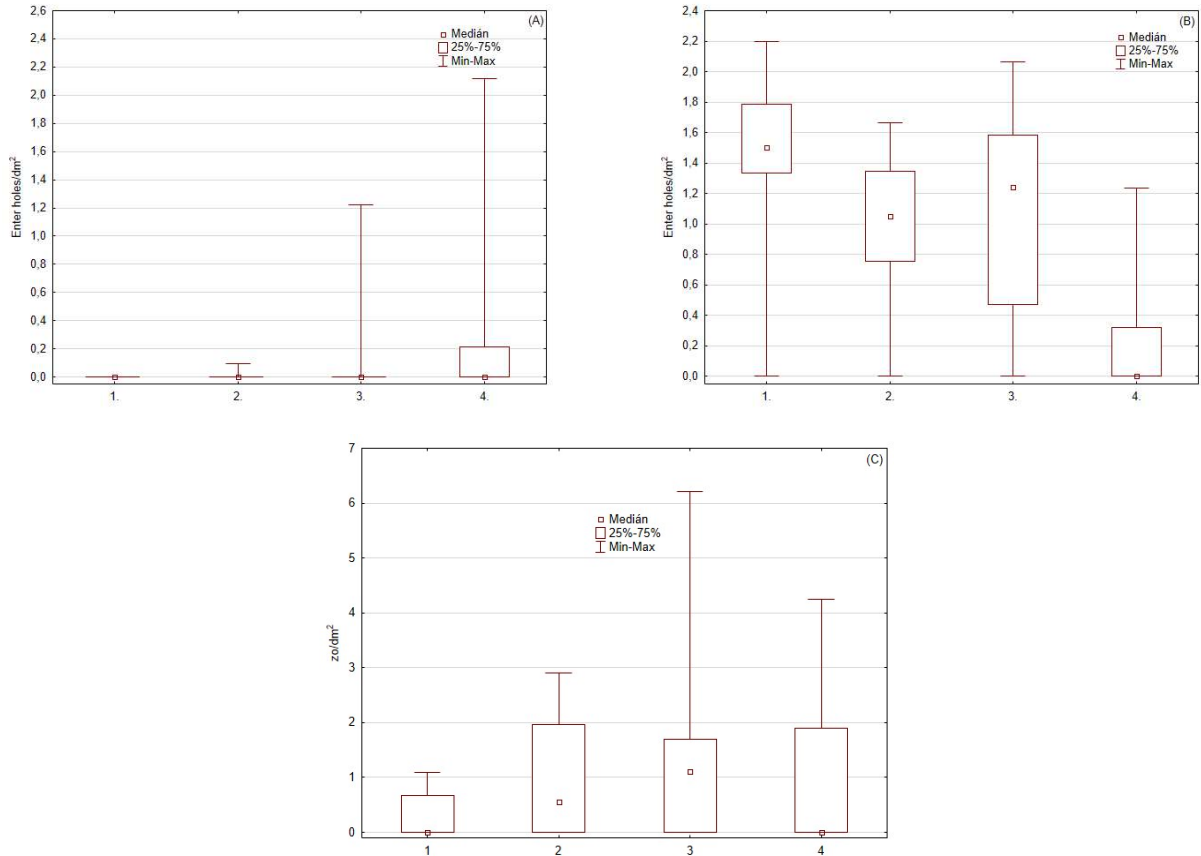 (A)
2,6
2,4
2,2
2,0
1,8
1,6
1,4
1,2
1,0
0,8
0,6
0,4
0,2
0,0
Enter holes/dm²
Medián
25%-75%
Min-Max
1. 2. 3. 4.
(B)
2,4
2,2
2,0
1,8
1,6
1,4
1,2
1,0
0,8
0,6
0,4
0,2
0,0
Enter holes/dm²
Medián
25%-75%
Min-Max
1. 2. 3. 4.
(C)
7
6
5
4
3
2
1
0
zo/dm²
Medián
25%-75%
Min-Max
1 2 3 4